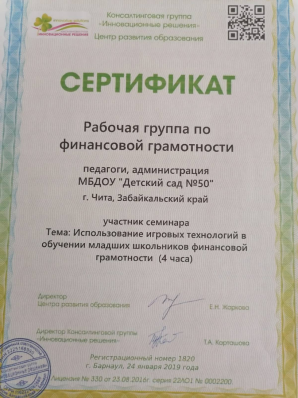 Консалтинговая группа
«Инновационные решения»
Центр развития образования
СЕРТИФИКАТ
Рабочая группа по
финансовой грамотности
педагоги, администрация
МБДОУ "Детский сад №50"
г. Чита, Забайкальский край
участник семинара
Тема: Использование игровых технологий в
обучении младших школьников финансовой
грамотности (4 часа)
Директор
Центра развития образования
Е.И. Жаркова
Директор Консалтинговой группы
«Инновационные решения»
Т.А. Карташова
Регистрационный номер 1820
г. Барнаул, 24 января 2019 года
Лицензия № 330 от 23.08.2016г. серия 22Л01 № 0002200